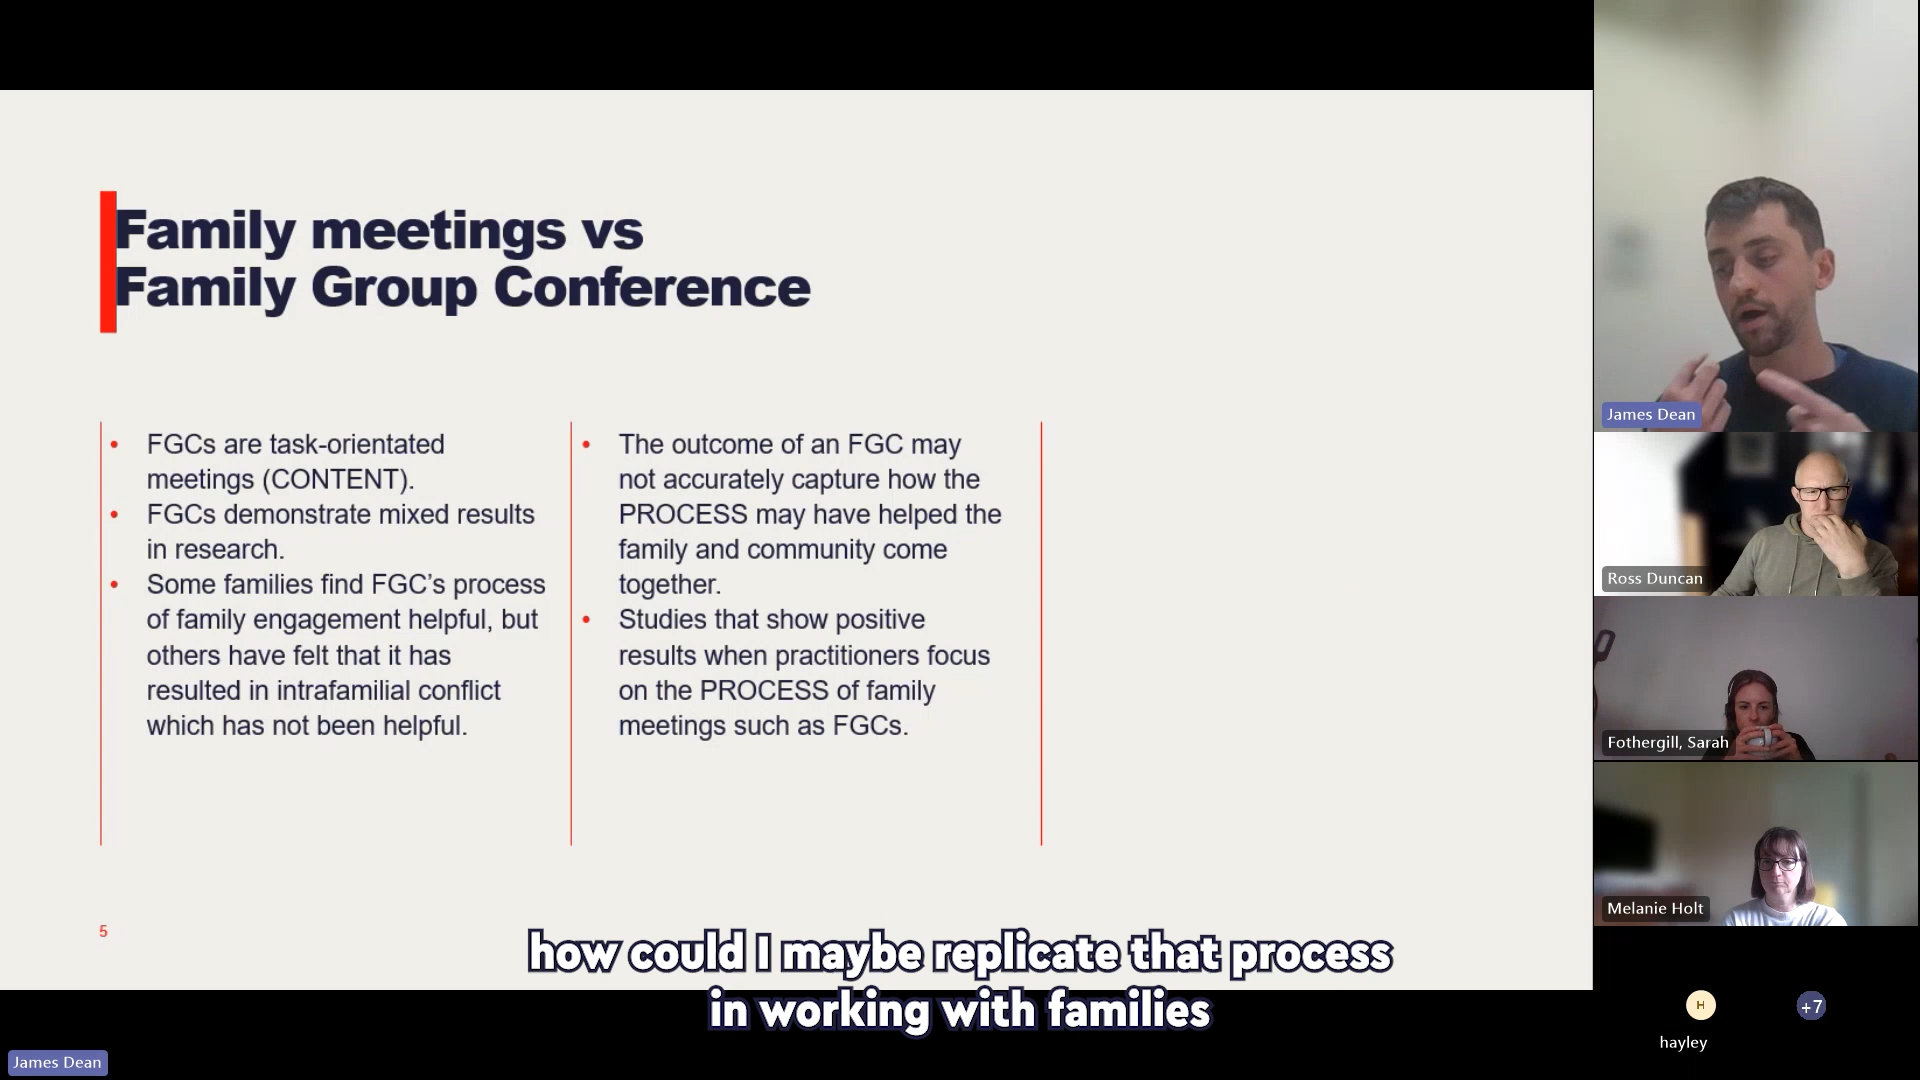 Family meetings vs
Family Group Conference
• FGCs are task-orientated
meetings (CONTENT).
• FGCs demonstrate mixed results
in research.
• Some families find FGC’s process
of family engagement helpful, but
others have felt that it has
resulted in intrafamilial conflict
which has not been helpful.
• The outcome of an FGC may
not accurately capture how the
PROCESS may have helped the
family and community come
together.
• Studies that show positive
results when practitioners focus
on the PROCESS of family
meetings such as FGCs.
5
how could I maybe replicate that process
in working with families
James Dean
James Dean
Ross Duncan
Fothergill, Sarah
Melanie Holt
H
+7
hayley